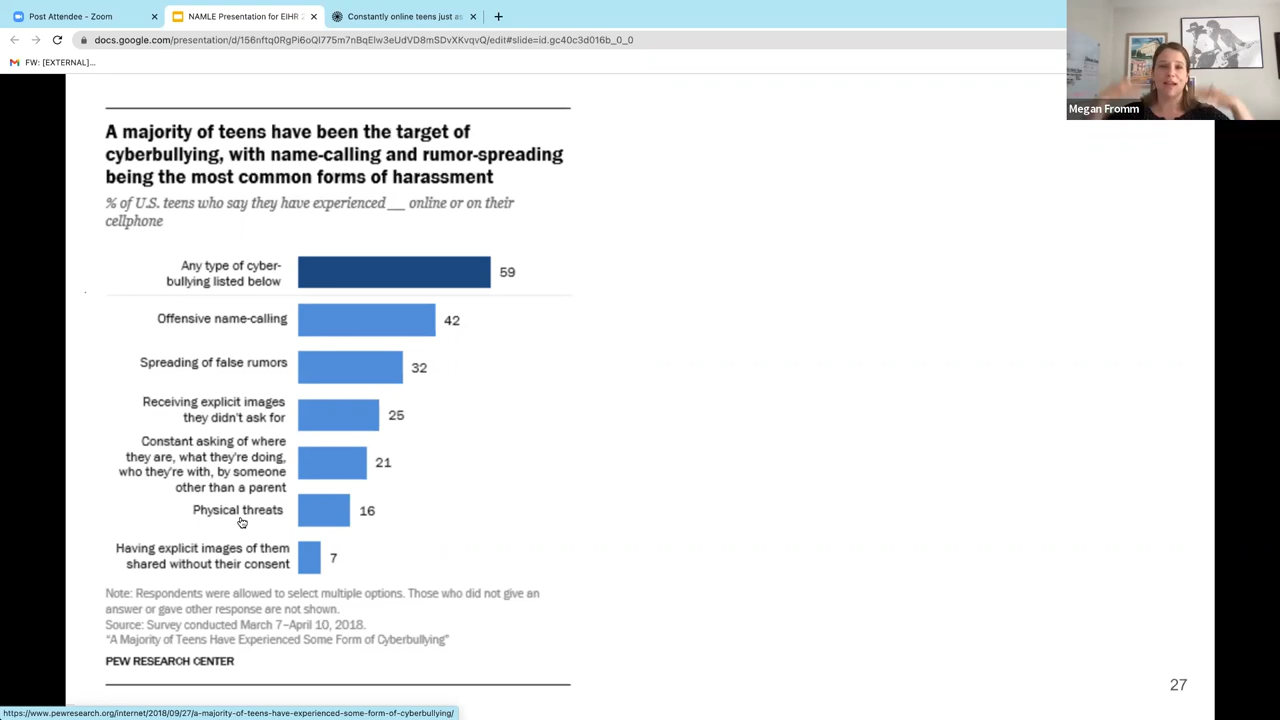 Post Attendee - Zoom
NAMLE Presentation for EIHR 2
Constantly online teens just as
docs.google.com/presentation/d/156nftq0RgPi6oQI775m7nBqEIw3eUdVD8mSDvXKvqvQ/edit#slide=id.gc40c3d016b_0_0
FW: [EXTERNAL]...
Megan Fromm
A majority of teens have been the target of
cyberbullying, with name-calling and rumor-spreading
being the most common forms of harassment
% of U.S. teens who say they have experienced __ online or on their
cellphone
Any type of cyber-
bullying listed below
59
Offensive name-calling
42
Spreading of false rumors
32
Receiving explicit images
they didn't ask for
25
Constant asking of where
they are, what they're doing,
who they're with, by someone
other than a parent
21
Physical threats
16
Having explicit images of them
shared without their consent
7
Note: Respondents were allowed to select multiple options. Those who did not give an
answer or gave other response are not shown.
Source: Survey conducted March 7–April 10, 2018.
"A Majority of Teens Have Experienced Some Form of Cyberbullying"
PEW RESEARCH CENTER
27
https://www.pewresearch.org/internet/2018/09/27/a-majority-of-teens-have-experienced-some-form-of-cyberbullying/